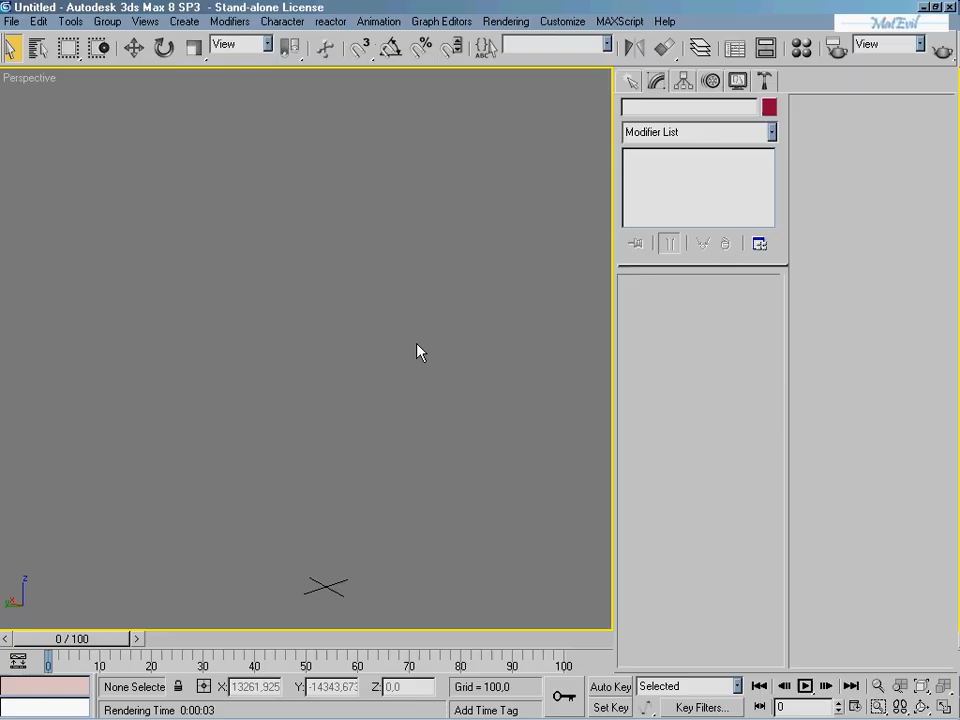 Untitled - Autodesk 3ds Max 8 SP3 - Stand-alone License
File Edit Tools Group Views Create Modifiers Character reactor Animation Graph Editors Rendering Customize MAXScript Help
MatEvil
View View
Perspective
Modifier List
z
0 / 100
0 10 20 30 40 50 60 70 80 90 100
None Selecte X: 13261,925 Y: -14343,673 Z: 0,0 Grid = 100,0 Auto Key Selected
Rendering Time 0:00:03 Add Time Tag Set Key Key Filters... 0